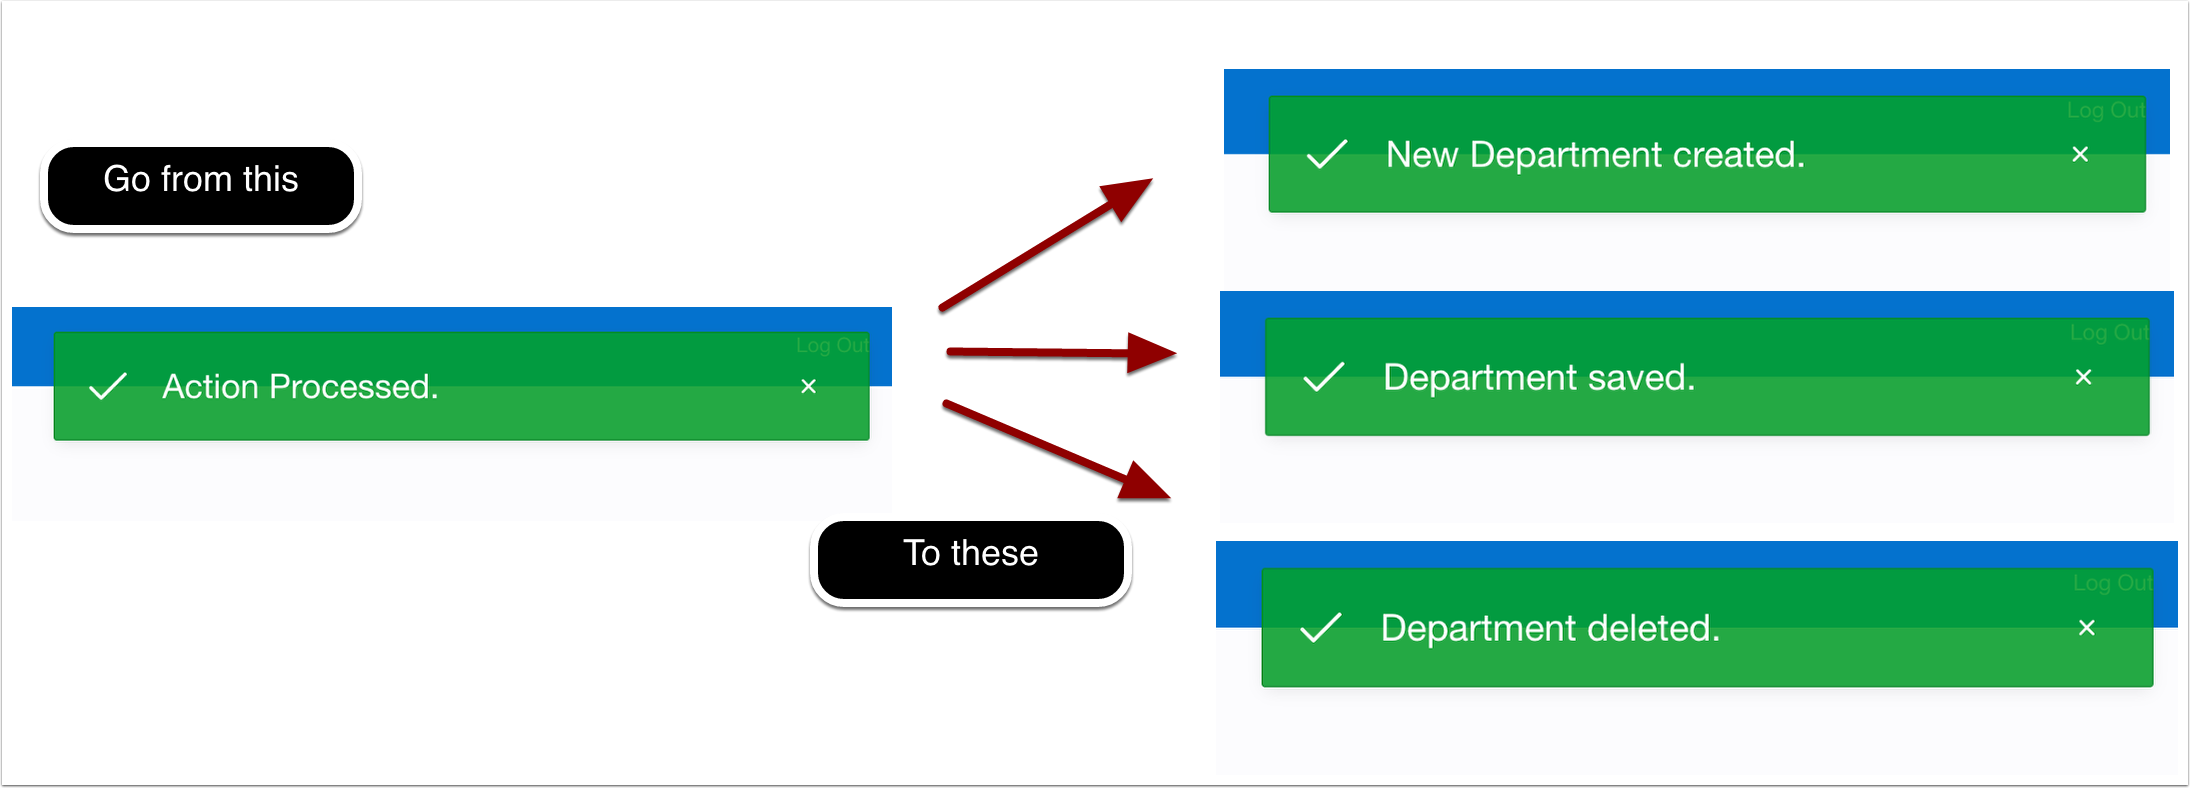 Go from this
Log Out
Action Processed.
To these
Log Out
New Department created.
Log Out
Department saved.
Log Out
Department deleted.